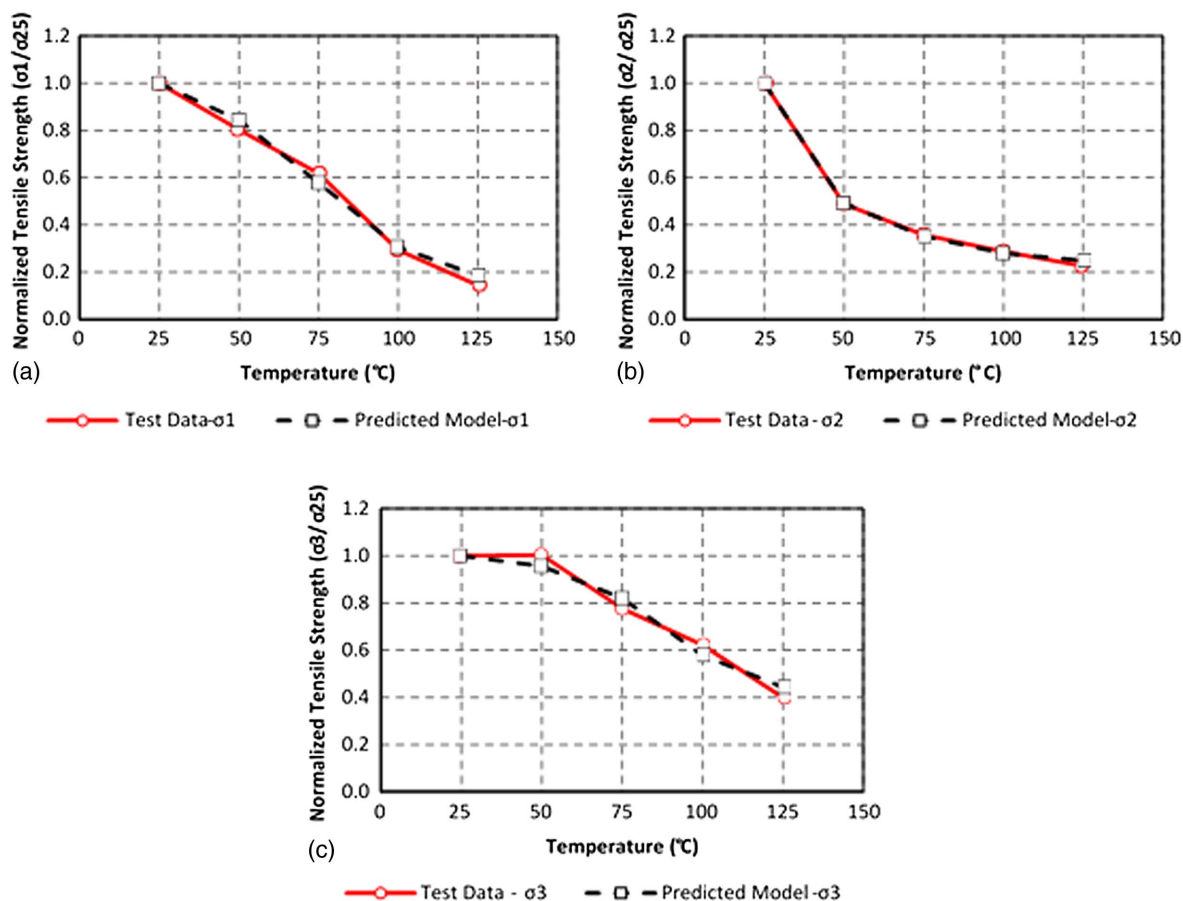 Normalized Tensile Strength (σ1/σ25)
1.2
1.0
0.8
0.6
0.4
0.2
0.0
0 25 50 75 100 125 150
Temperature (℃)
(a)
Test Data-σ1 Predicted Model-σ1
Normalized Tensile Strength (σ2/σ25)
1.2
1.0
0.8
0.6
0.4
0.2
0.0
0 25 50 75 100 125 150
Temperature (°C)
(b)
Test Data - σ2 Predicted Model-σ2
Normalized Tensile Strength (σ3/σ25)
1.2
1.0
0.8
0.6
0.4
0.2
0.0
0 25 50 75 100 125 150
Temperature (℃)
(c)
Test Data - σ3 Predicted Model -σ3